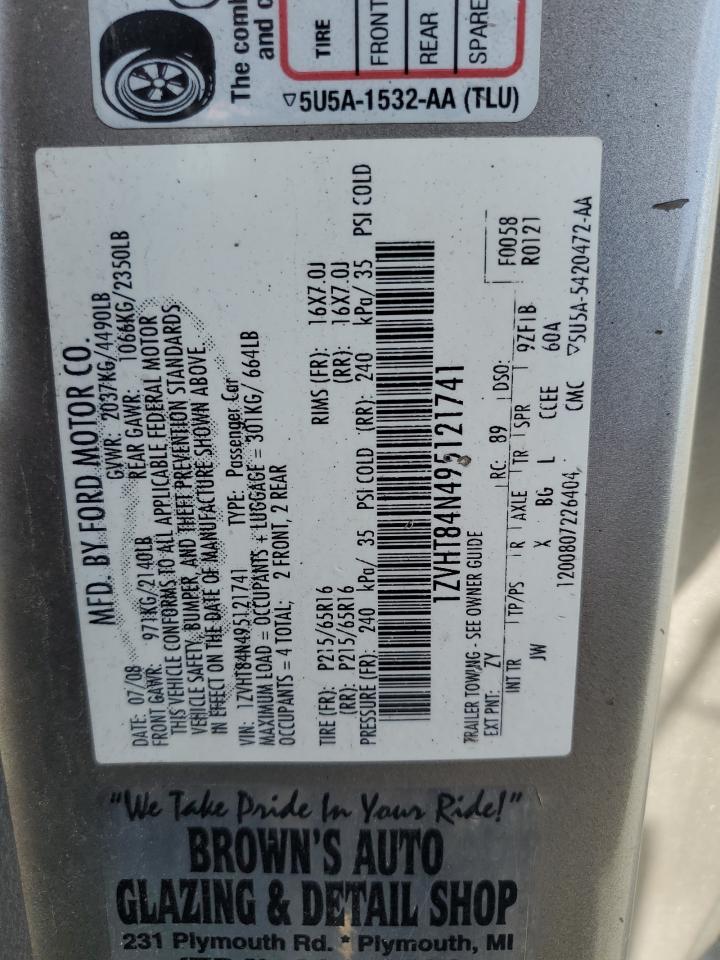 The comb
and c
TIRE
FRONT
REAR
SPARE
▽5U5A-1532-AA (TLU)
MFD. BY FORD MOTOR CO.
DATE: 07/08 GVWR: 2037KG/4490LB
FRONT GAWR: 971KG/2140LB REAR GAWR: 1066KG/2350LB
THIS VEHICLE CONFORMS TO ALL APPLICABLE FEDERAL MOTOR
VEHICLE SAFETY, BUMPER, AND THEFT PREVENTION STANDARDS
IN EFFECT ON THE DATE OF MANUFACTURE SHOWN ABOVE.
VIN: 1ZVHT84N495121741 TYPE: Passenger Car
MAXIMUM LOAD = OCCUPANTS + LUGGAGE = 301KG/ 664LB
OCCUPANTS = 4 TOTAL; 2 FRONT, 2 REAR
TIRE (FR): P215/65R16 RIMS (FR): 16X7.0J
(RR): P215/65R16 (RR): 16X7.0J
PRESSURE (FR): 240 kPa/ 35 PSI COLD (RR): 240 kPa/ 35 PSI COLD
1ZVHT84N495121741
TRAILER TOWING - SEE OWNER GUIDE F0058
EXT PNT: ZY RC: 89 DSO: R0121
INT TR TP/PS R AXLE TR SPR 9ZF1B
JW X BG L CCEE 60A
1200807226404 CMC ▽5U5A-5420472-AA
"We Take Pride In Your Ride!"
BROWN'S AUTO
GLAZING & DETAIL SHOP
231 Plymouth Rd. * Plymouth, MI